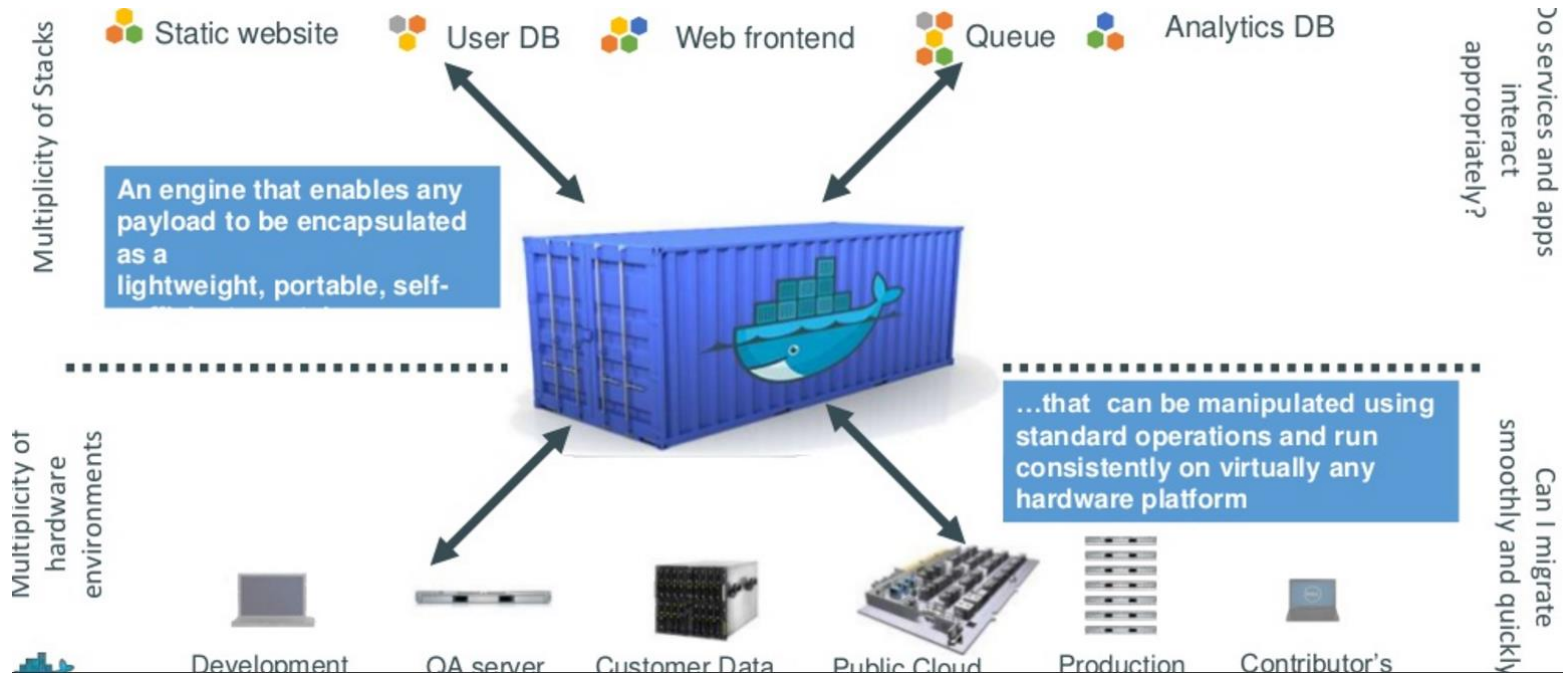 Static website
User DB
Web frontend
Queue
Analytics DB
Multiplicity of Stacks
Do services and apps
interact
appropriately?
An engine that enables any
payload to be encapsulated
as a
lightweight, portable, self-
…that can be manipulated using
standard operations and run
consistently on virtually any
hardware platform
Multiplicity of
hardware
environments
Can I migrate
smoothly and quickly
Development
QA server
Customer Data
Public Cloud
Production
Contributor's